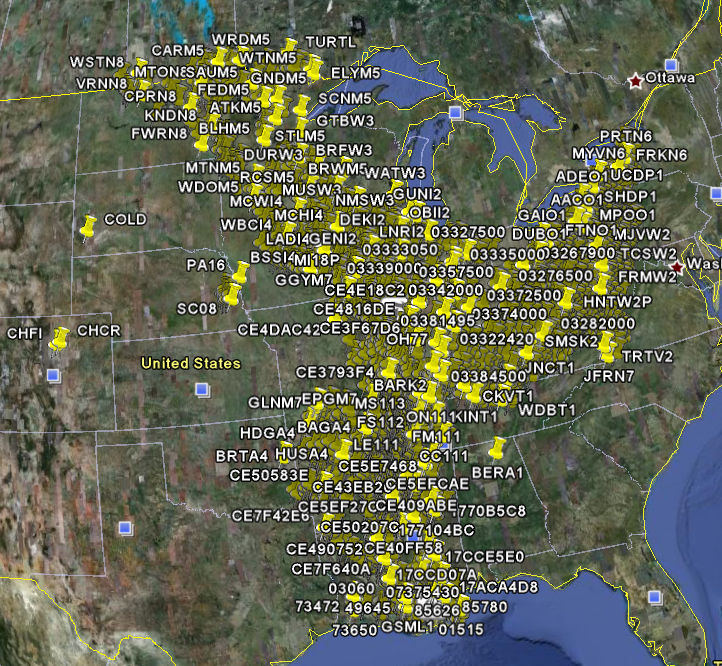 WRDM5
TURTL
CARM5
WSTN8
WTNM5
MTON8 SAUM5
GNDM5
ELYM5
VRNN8
CPRN8
FEDM5
SCNM5
KNDN8
ATKM5
GTBW3
FWRN8
BLHM5
STLM5
Ottawa
PRTN6
DURW3
BRFW3
MYVN6
FRKN6
MTNM5
RCSM5
BRWM5
WATW3
ADEO1
UCDP1
WDOM5
MUSW3
NMSW3
GUNI2
AACO1
SHDP1
MCWI4
COLD
MCHI4
DEKI2
OBII2
GAIO1
MPOO1
WBCI4
LNRI2
03327500
DUBO1
FTNO1
MJVW2
LADI4
GENI2
03333050
03335000
03267900
TCSW2
PA16
BSSI4
MI18P
03339000
03357500
03276500
FRMW2
Wash
GGYM7
CE4E18C2
03342000
03372500
HNTW2P
SC08
CE4816DE
03381495
03374000
03282000
CHFI
CHCR
CE4DAC42
CE3F67D6
OH77
03322420
SMSK2
TRTV2
United States
CE3793F4
03384500
JNCT1
JFRN7
BARK2
CKVT1
GLNM7
EPGM7
MS113
WDBT1
ON111
KINT1
BAGA4
FS112
HDGA4
FM111
LE111
BRTA4
HUSA4
CC111
CE5E7468
BERA1
CE50583E
CE43EB2
CE5EFCAE
CE5EF27C
CE409ABE
770B5C8
CE7F42E6
CE50207C
177104BC
CE490752
CE40FF58
17CCE5E0
CE7F640A
17CCD07A
17ACA4D8
03060
07375430
73472
49645
85626
85780
73650
GSML1
01515